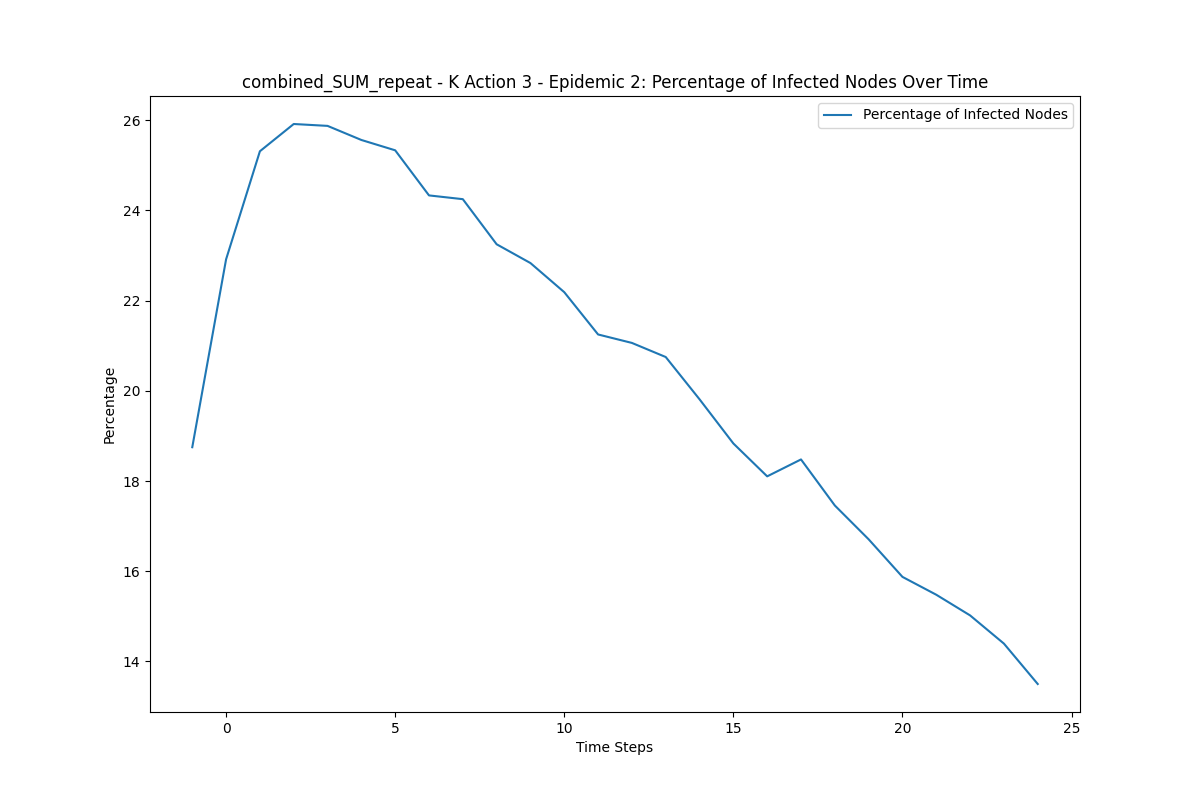 combined_SUM_repeat - K Action 3 - Epidemic 2: Percentage of Infected Nodes Over Time
Percentage of Infected Nodes
26
24
22
20
18
16
14
Percentage
0 5 10 15 20 25
Time Steps